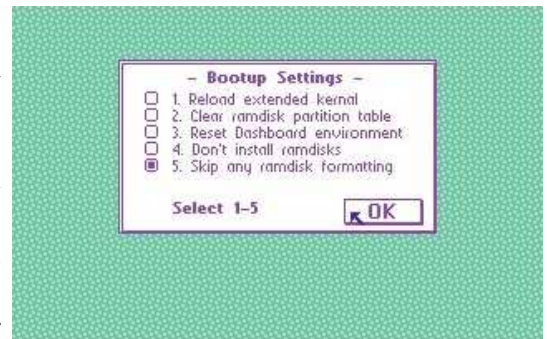 - Bootup Settings -
1. Reload extended kernal
2. Clear ramdisk partition table
3. Reset Dashboard environment
4. Don't install ramdisks
5. Skip any ramdisk formatting
Select 1-5
OK